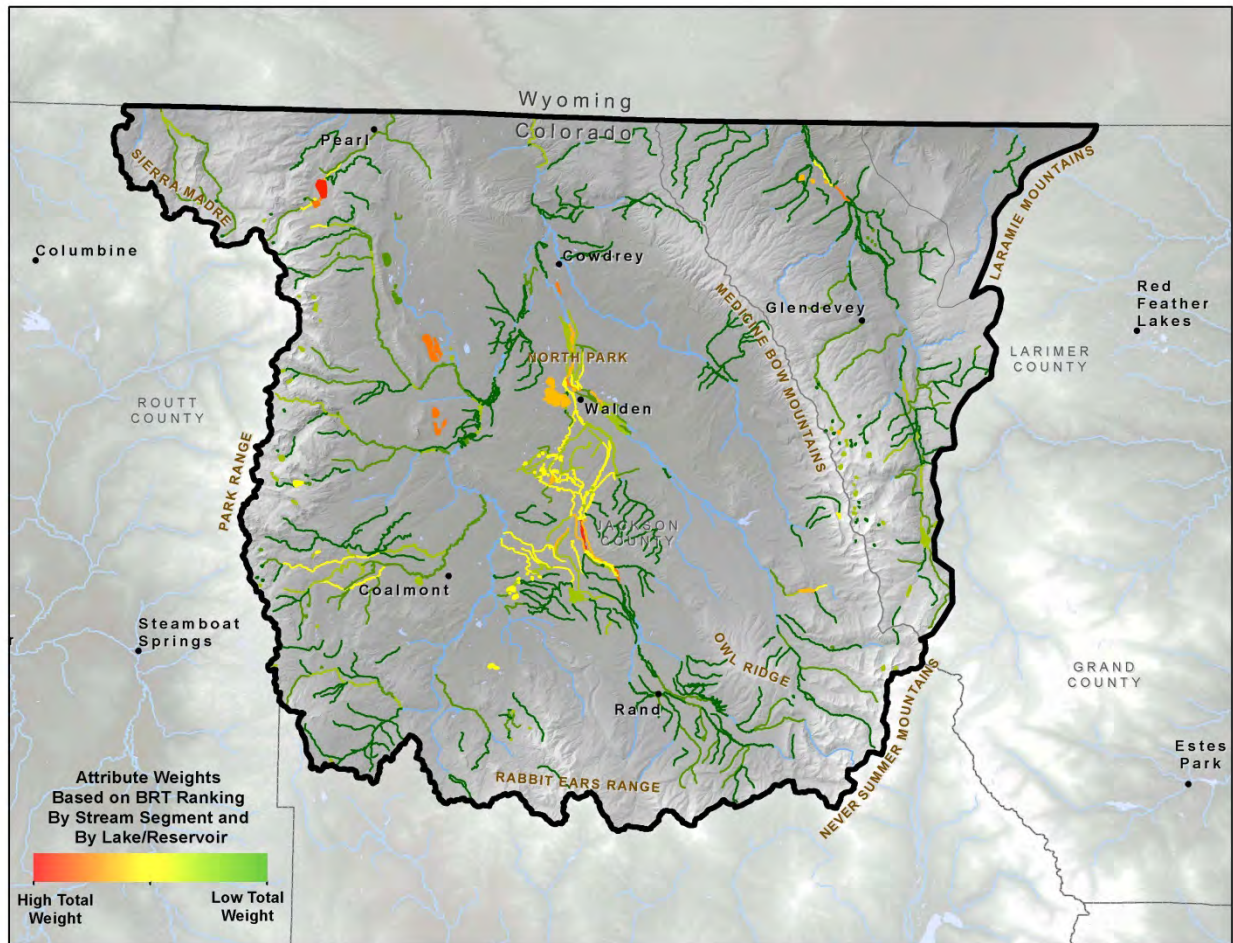 Wyoming
Colorado
Pearl
SIERRA MADRE
LARAMIE MOUNTAINS
Columbine
Cowdrey
MEDICINE BOW MOUNTAINS
Glendevey
Red
Feather
Lakes
NORTH PARK
LARIMER
COUNTY
ROUTT
COUNTY
Walden
PARK RANGE
JACKSON
COUNTY
Coalmont
Steamboat
Springs
OWL RIDGE
GRAND
COUNTY
Rand
NEVER SUMMER MOUNTAINS
Estes
Park
RABBIT EARS RANGE
Attribute Weights
Based on BRT Ranking
By Stream Segment and
By Lake/Reservoir
High Total
Weight
Low Total
Weight